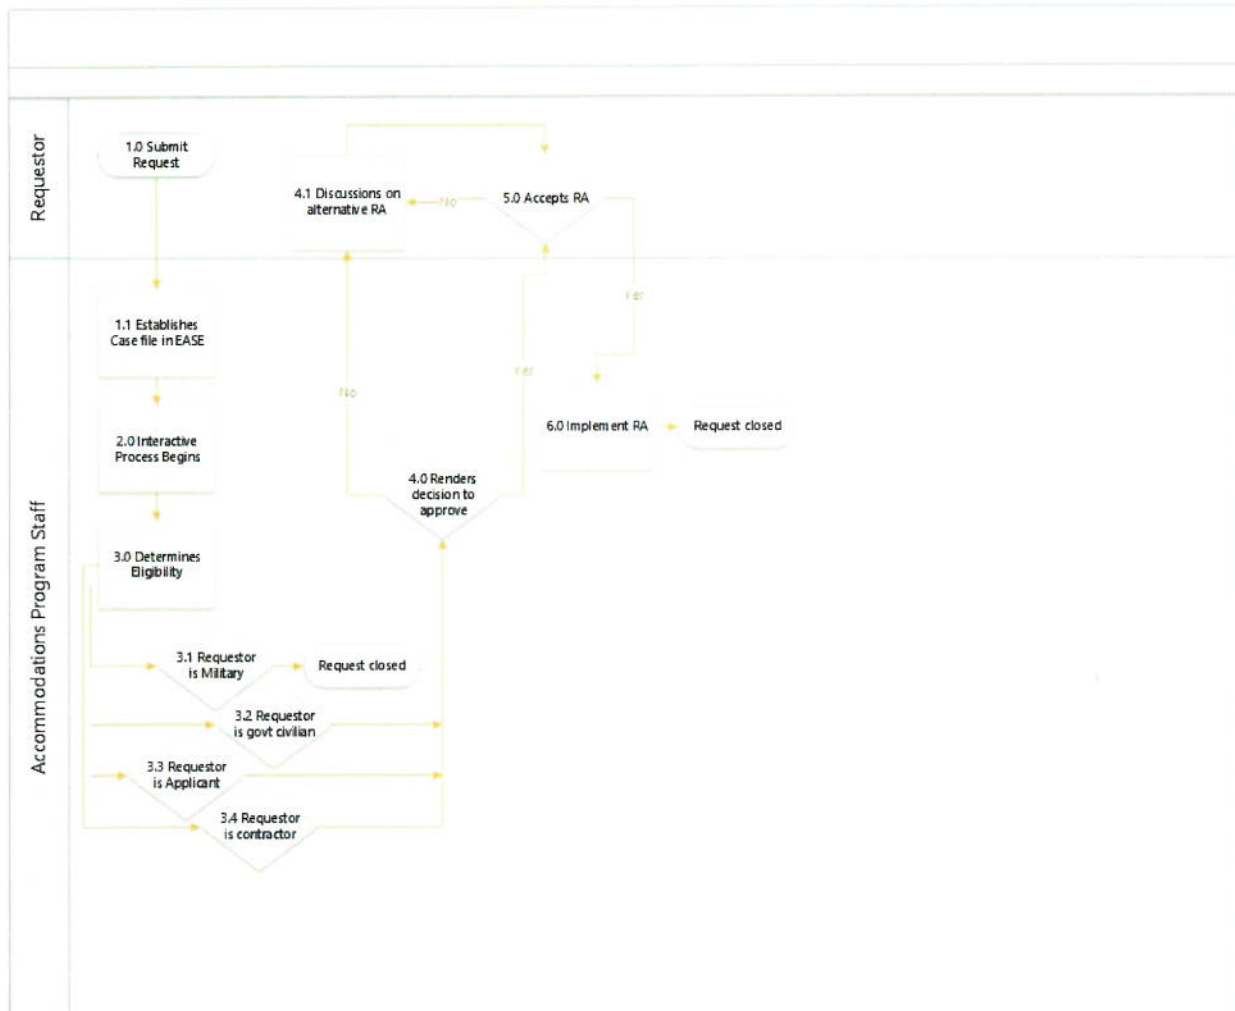 Requestor
1.0 Submit
Request
4.1 Discussions on
alternative RA
No
5.0 Accepts RA
Yes
Accommodations Program Staff
1.1 Establishes
Case file in EASE
2.0 Interactive
Process Begins
3.0 Determines
Eligibility
No
Yes
4.0 Renders
decision to
approve
6.0 Implement RA
Request closed
3.1 Requestor
is Military
Request closed
3.2 Requestor
is govt civilian
3.3 Requestor
is Applicant
3.4 Requestor
is contractor